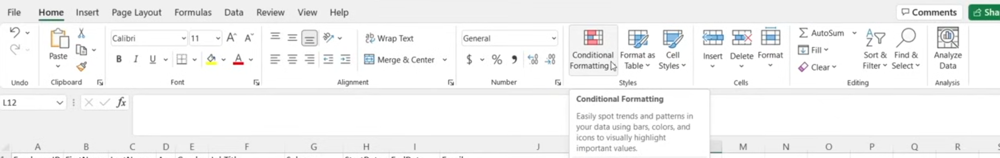 File Home Insert Page Layout Formulas Data Review View Help Comments
Calibri 11 Wrap Text General AutoSum
Paste Conditional Formatting Format as Table Cell Styles Insert Delete Format Fill Sort & Filter Find & Select Analyze Data
B I U Merge & Center $ % Clear
Undo Clipboard Font Alignment Number Styles Cells Editing Analysis
L12 fx
Conditional Formatting
Easily spot trends and patterns in
your data using bars, colors, and
icons to visually highlight
important values.
A B C D E F G H I J M N O P Q R